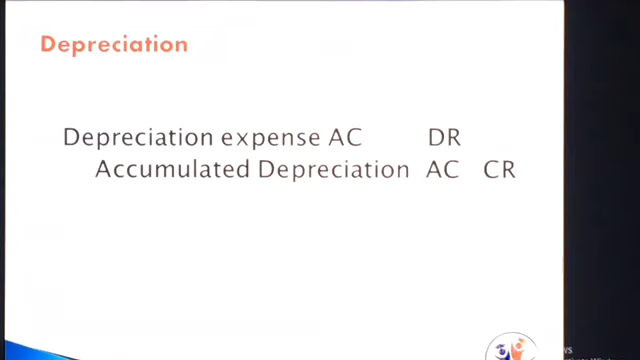 Depreciation
Depreciation expense AC DR
Accumulated Depreciation AC CR